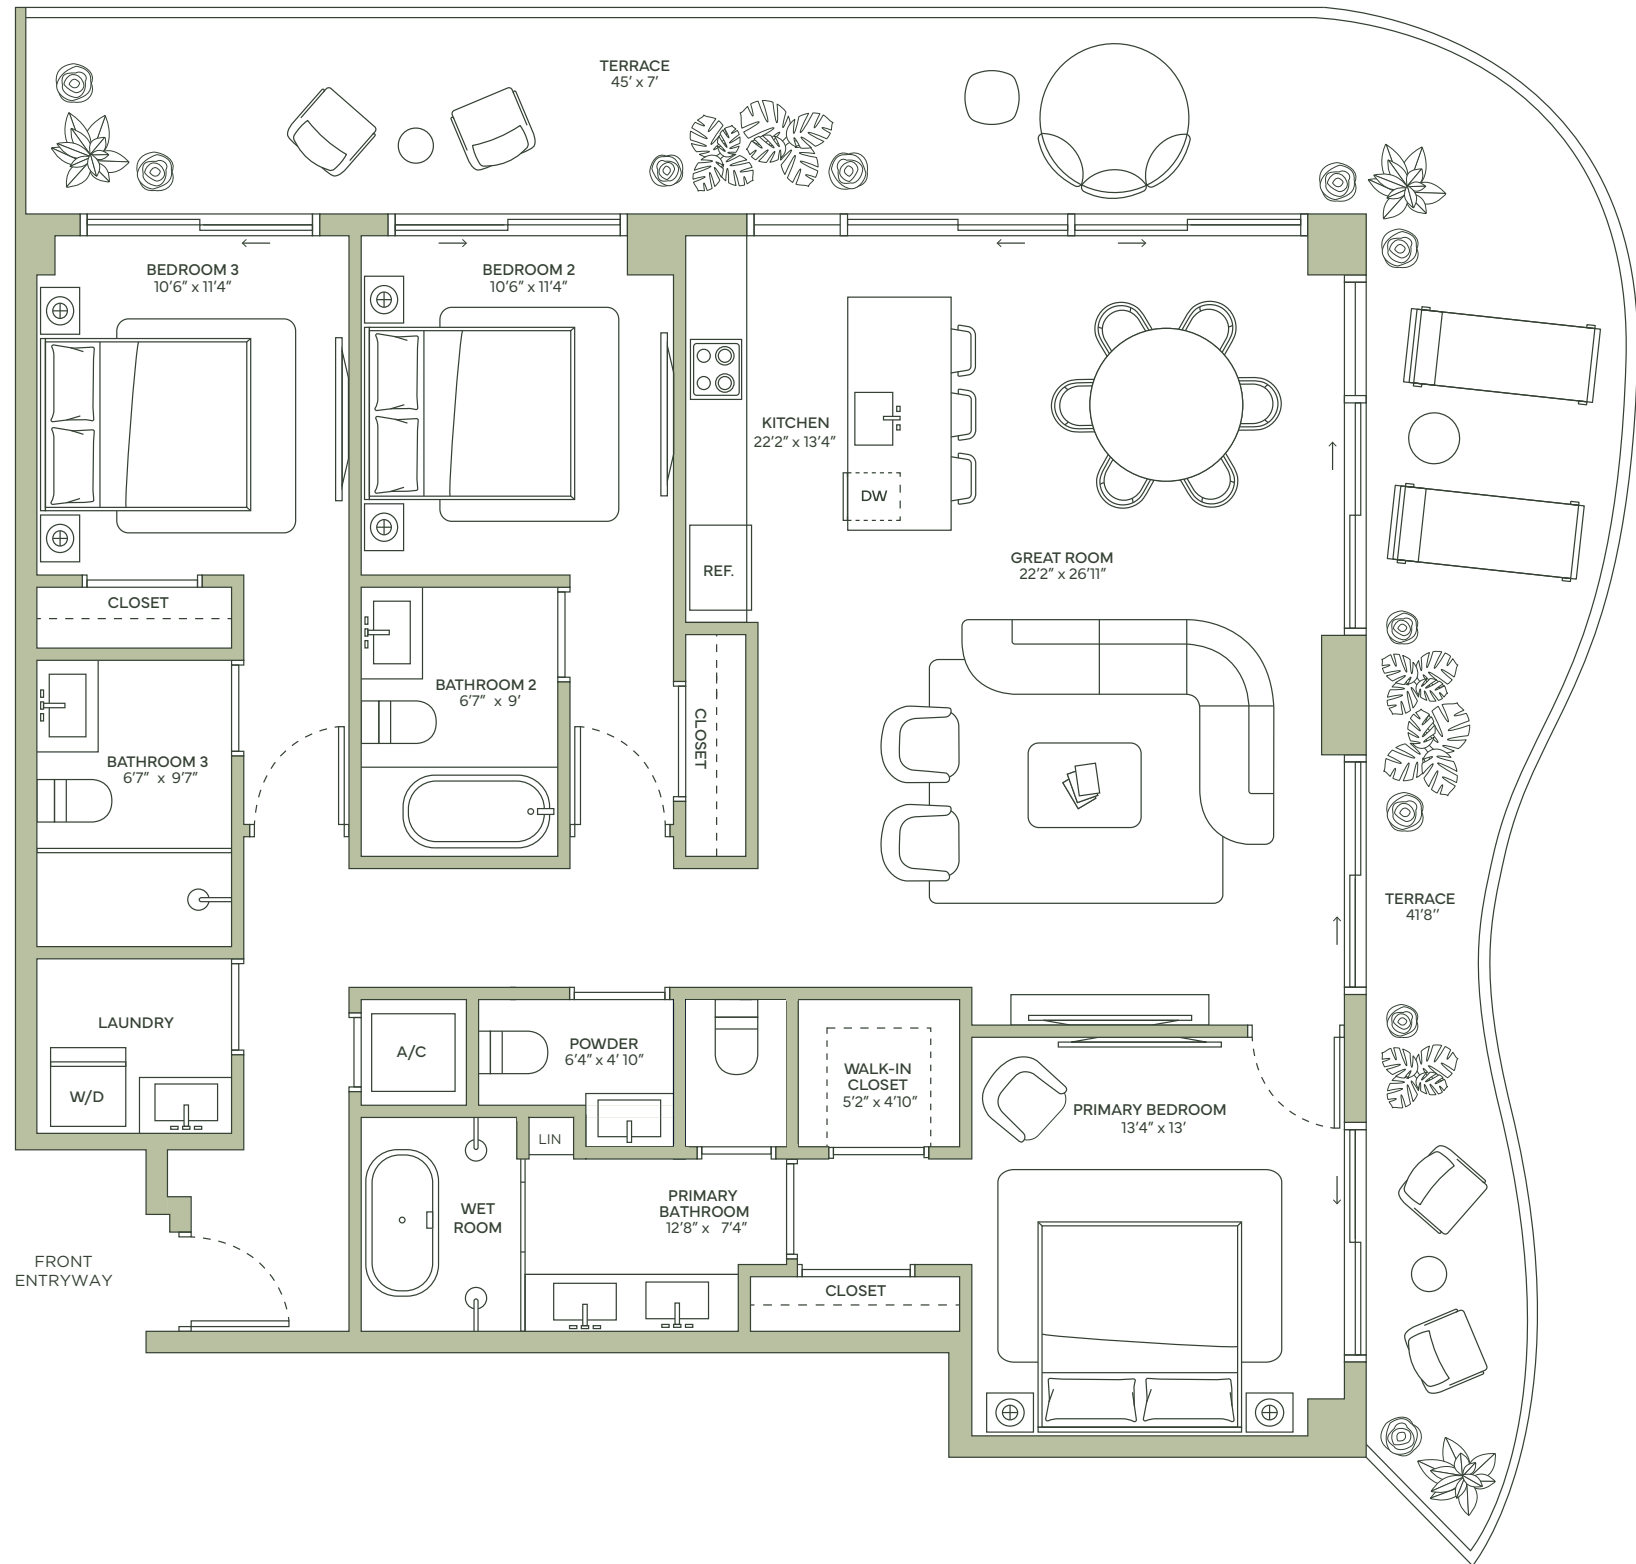 TERRACE
45' x 7'
BEDROOM 3
10'6" x 11'4"
BEDROOM 2
10'6" x 11'4"
KITCHEN
22'2" x 13'4"
DW
REF.
GREAT ROOM
22'2" x 26'11"
CLOSET
BATHROOM 2
6'7" x 9'
CLOSET
BATHROOM 3
6'7" x 9'7"
TERRACE
41'8''
LAUNDRY
W/D
A/C
POWDER
6'4" x 4' 10"
WALK-IN
CLOSET
5'2" x 4'10"
PRIMARY BEDROOM
13'4" x 13'
LIN
WET
ROOM
PRIMARY
BATHROOM
12'8" x 7'4"
CLOSET
FRONT
ENTRYWAY